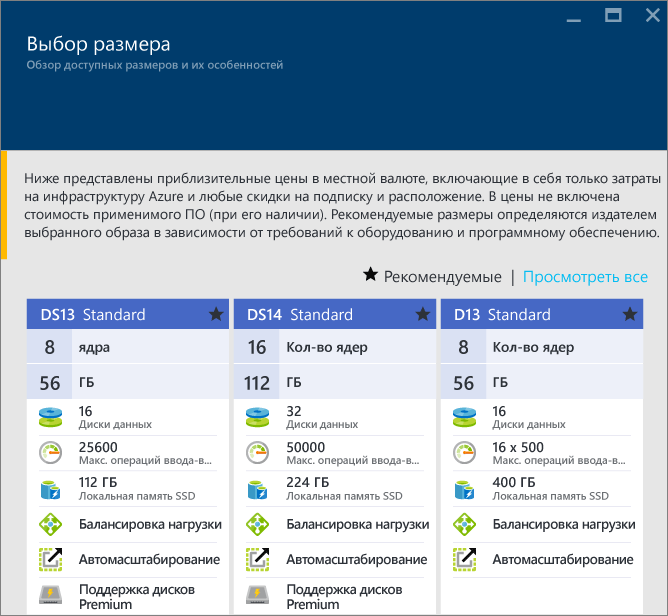 Выбор размера
Обзор доступных размеров и их особенностей
Ниже представлены приблизительные цены в местной валюте, включающие в себя только затраты
на инфраструктуру Azure и любые скидки на подписку и расположение. В цены не включена
стоимость применимого ПО (при его наличии). Рекомендуемые размеры определяются издателем
выбранного образа в зависимости от требований к оборудованию и программному обеспечению.
Рекомендуемые | Просмотреть все
DS13 Standard
8 ядра
56 ГБ
16
Диски данных
25600
Макс. операций ввода-в...
112 ГБ
Локальная память SSD
Балансировка нагрузки
Автомасштабирование
Поддержка дисков
Premium
DS14 Standard
16 Кол-во ядер
112 ГБ
32
Диски данных
50000
Макс. операций ввода-в...
224 ГБ
Локальная память SSD
Балансировка нагрузки
Автомасштабирование
Поддержка дисков
Premium
D13 Standard
8 Кол-во ядер
56 ГБ
16
Диски данных
16 x 500
Макс. операций ввода-в...
400 ГБ
Локальная память SSD
Балансировка нагрузки
Автомасштабирование